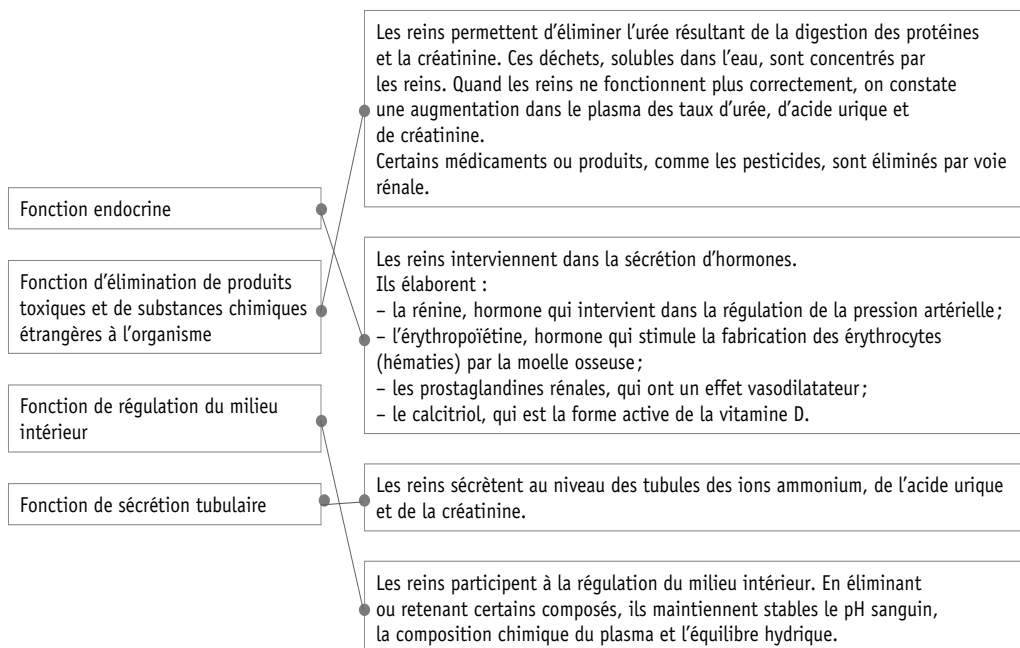 Fonction endocrine
Fonction d'élimination de produits
toxiques et de substances chimiques
étrangères à l'organisme
Fonction de régulation du milieu
intérieur
Fonction de sécrétion tubulaire
Les reins permettent d'éliminer l'urée résultant de la digestion des protéines
et la créatinine. Ces déchets, solubles dans l'eau, sont concentrés par
les reins. Quand les reins ne fonctionnent plus correctement, on constate
une augmentation dans le plasma des taux d'urée, d'acide urique et
de créatinine.
Certains médicaments ou produits, comme les pesticides, sont éliminés par voie
rénale.
Les reins interviennent dans la sécrétion d'hormones.
Ils élaborent :
– la rénine, hormone qui intervient dans la régulation de la pression artérielle ;
– l'érythropoïétine, hormone qui stimule la fabrication des érythrocytes
(hématies) par la moelle osseuse ;
– les prostaglandines rénales, qui ont un effet vasodilatateur ;
– le calcitriol, qui est la forme active de la vitamine D.
Les reins sécrètent au niveau des tubules des ions ammonium, de l'acide urique
et de la créatinine.
Les reins participent à la régulation du milieu intérieur. En éliminant
ou retenant certains composés, ils maintiennent stables le pH sanguin,
la composition chimique du plasma et l'équilibre hydrique.